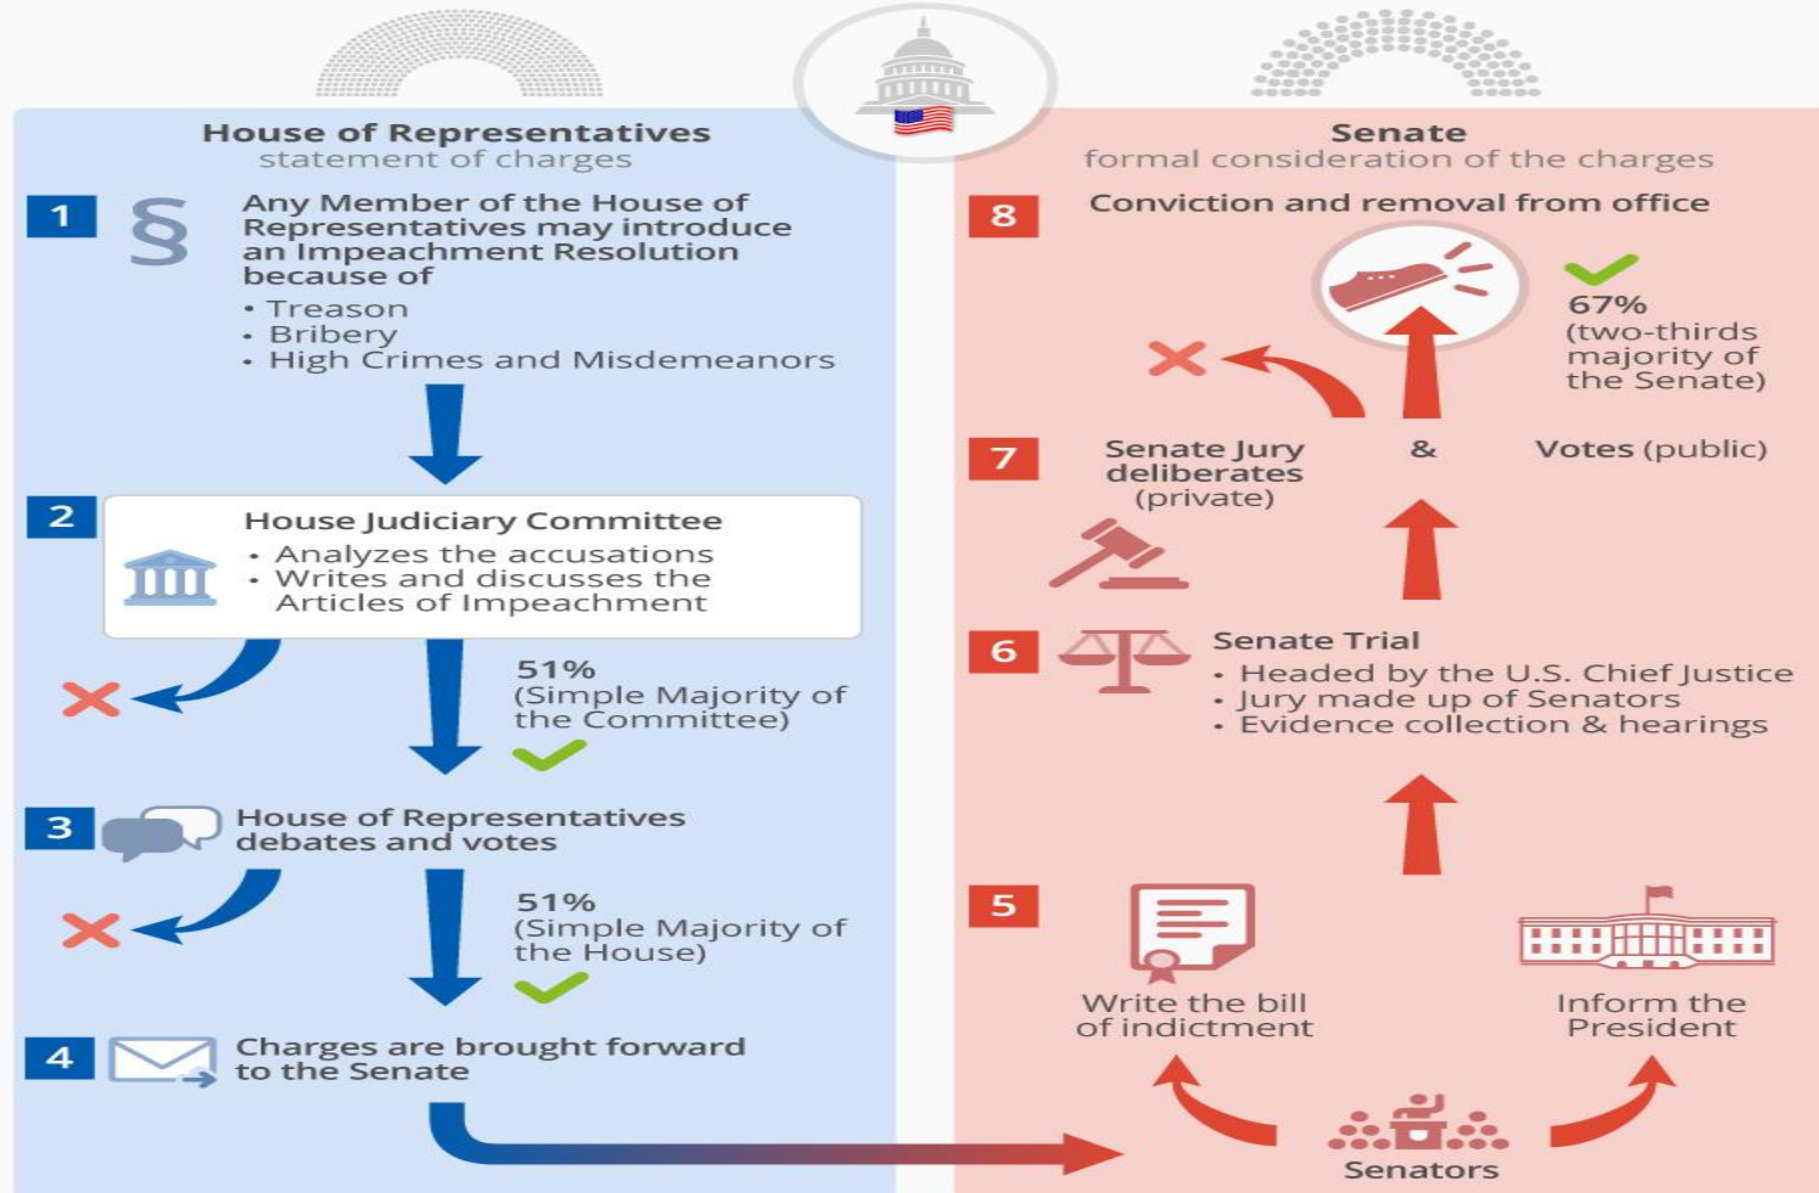 House of Representatives
statement of charges
1
§
Any Member of the House of
Representatives may introduce
an Impeachment Resolution
because of
• Treason
• Bribery
• High Crimes and Misdemeanors
2
House Judiciary Committee
• Analyzes the accusations
• Writes and discusses the
Articles of Impeachment
51%
(Simple Majority of
the Committee)
3
House of Representatives
debates and votes
51%
(Simple Majority of
the House)
4
Charges are brought forward
to the Senate
Senate
formal consideration of the charges
8
Conviction and removal from office
67%
(two-thirds
majority of
the Senate)
7
Senate Jury
deliberates
(private)
&
Votes (public)
6
Senate Trial
• Headed by the U.S. Chief Justice
• Jury made up of Senators
• Evidence collection & hearings
5
Write the bill
of indictment
Inform the
President
Senators